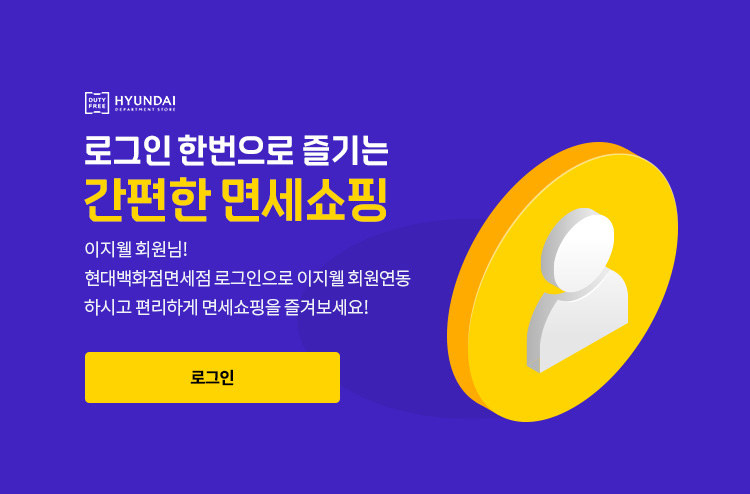 DUTY FREE HYUNDAI
DEPARTMENT STORE
로그인 한번으로 즐기는
간편한 면세쇼핑
이지웰 회원님!
현대백화점면세점 로그인으로 이지웰 회원연동
하시고 편리하게 면세쇼핑을 즐겨보세요!
로그인